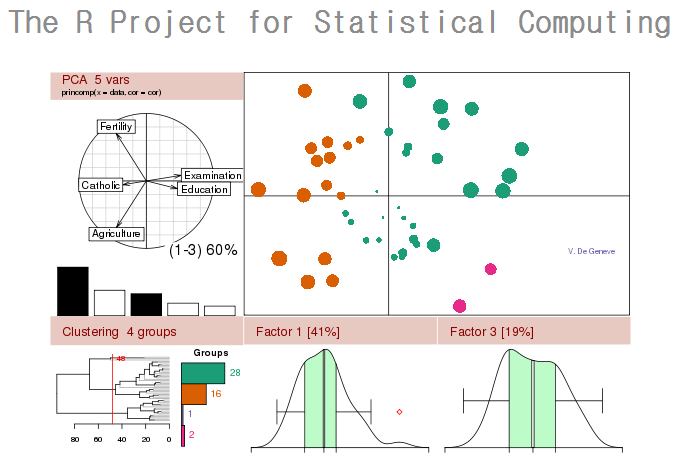 The R Project for Statistical Computing
PCA 5 vars
princomp(x = data, cor = cor)
Fertility
Examination
Catholic
Education
Agriculture
(1-3) 60%
V. De Geneve
Clustering 4 groups
Factor 1 [41%]
Factor 3 [19%]
Groups
48
28
16
1
2
80 60 40 20 0